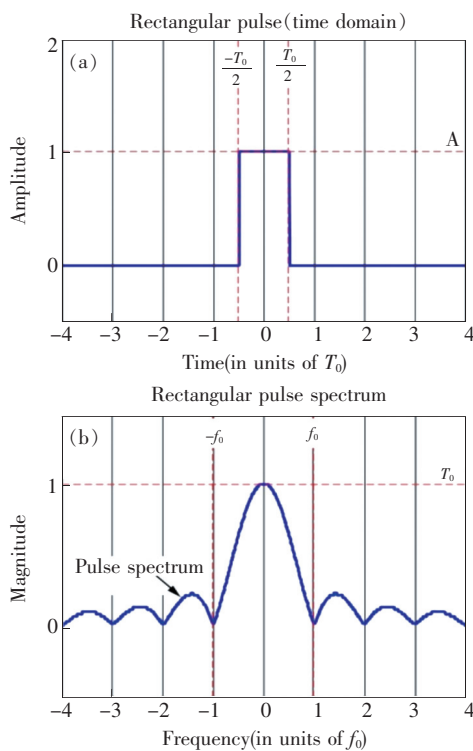 Rectangular pulse(time domain)
2
(a)
-T₀/2
T₀/2
A
1
Amplitude
0
-4 -3 -2 -1 0 1 2 3 4
Time(in units of T₀)
Rectangular pulse spectrum
(b)
-f₀
f₀
T₀
1
Magnitude
Pulse spectrum
0
-4 -3 -2 -1 0 1 2 3 4
Frequency(in units of f₀)